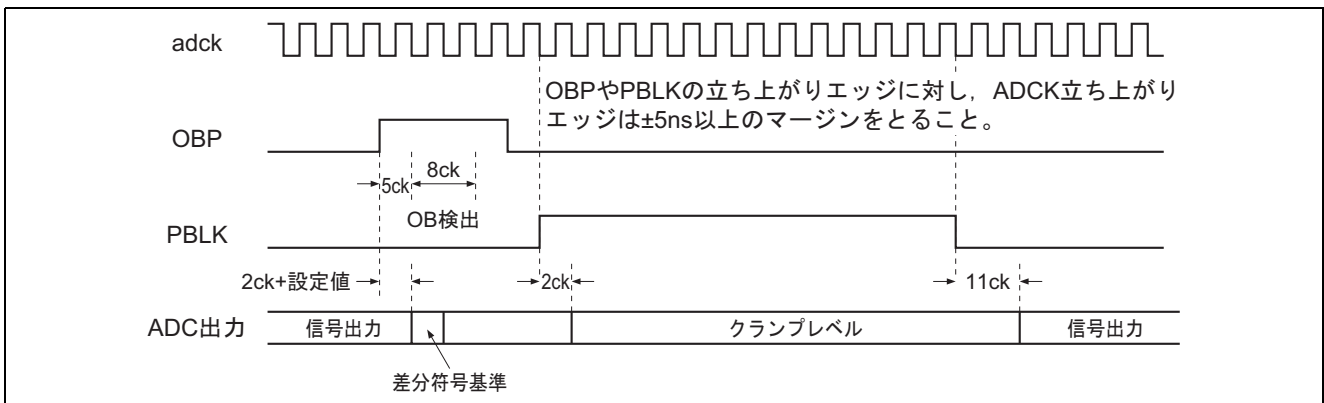 adck
OBPやPBLKの立ち上がりエッジに対し，ADCK立ち上がり
エッジは±5ns以上のマージンをとること。
OBP
5ck
8ck
OB検出
PBLK
2ck+設定値
2ck
11ck
ADC出力
信号出力
クランプレベル
信号出力
差分符号基準